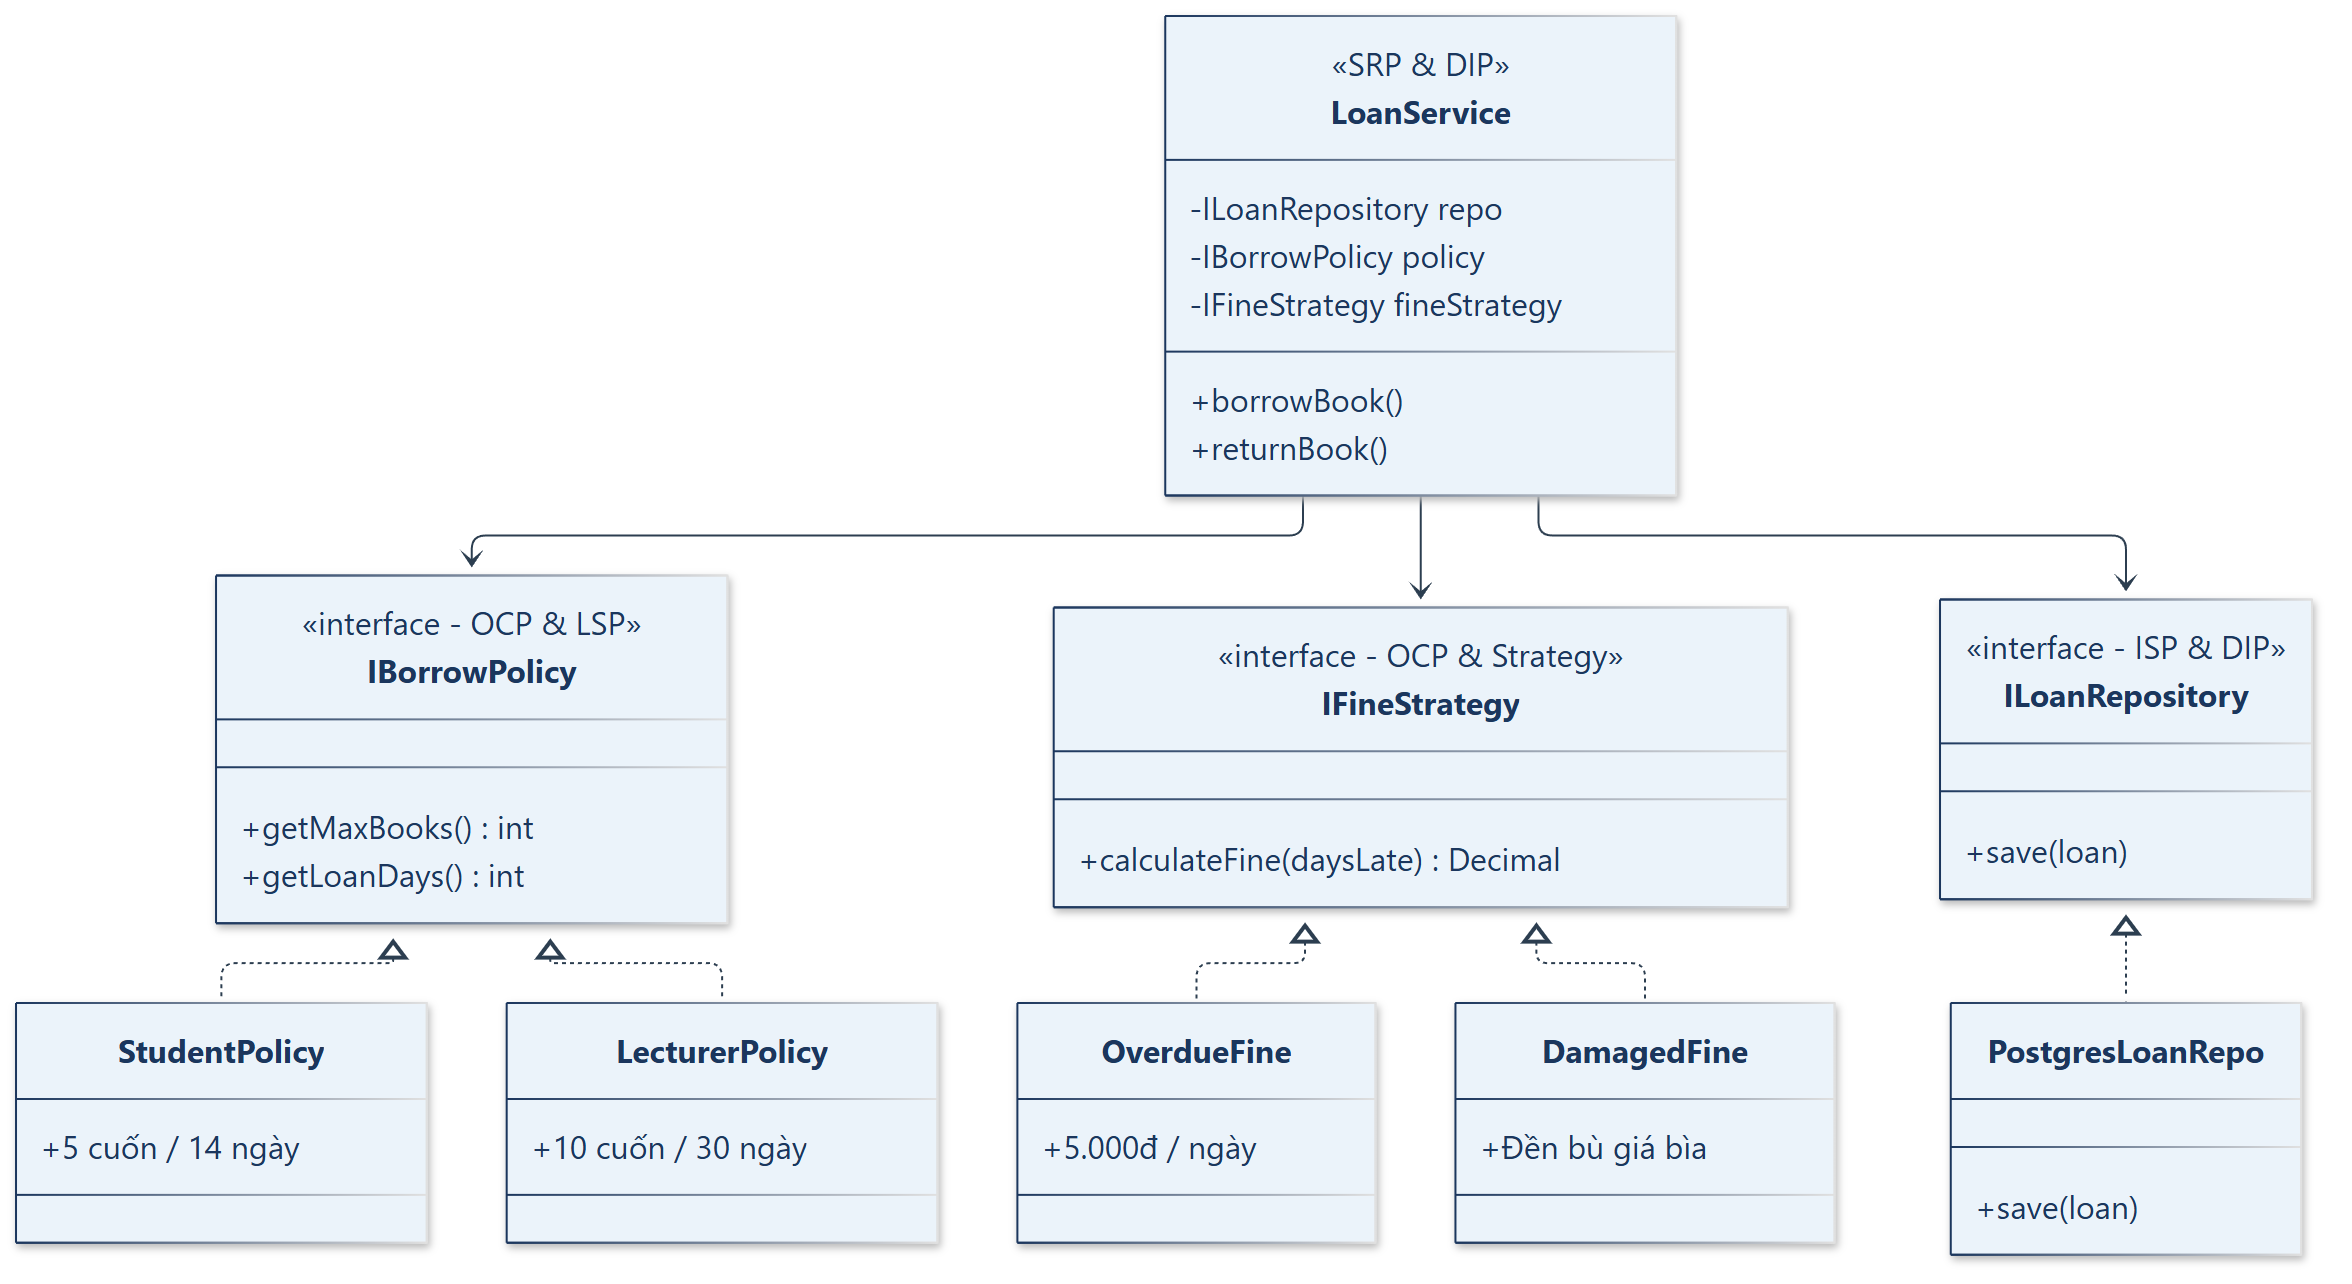 «SRP & DIP»
LoanService
-ILoanRepository repo
-IBorrowPolicy policy
-IFineStrategy fineStrategy
+borrowBook()
+returnBook()
«interface - OCP & LSP»
IBorrowPolicy
+getMaxBooks() : int
+getLoanDays() : int
«interface - OCP & Strategy»
IFineStrategy
+calculateFine(daysLate) : Decimal
«interface - ISP & DIP»
ILoanRepository
+save(loan)
StudentPolicy
+5 cuốn / 14 ngày
LecturerPolicy
+10 cuốn / 30 ngày
OverdueFine
+5.000đ / ngày
DamagedFine
+Đền bù giá bìa
PostgresLoanRepo
+save(loan)